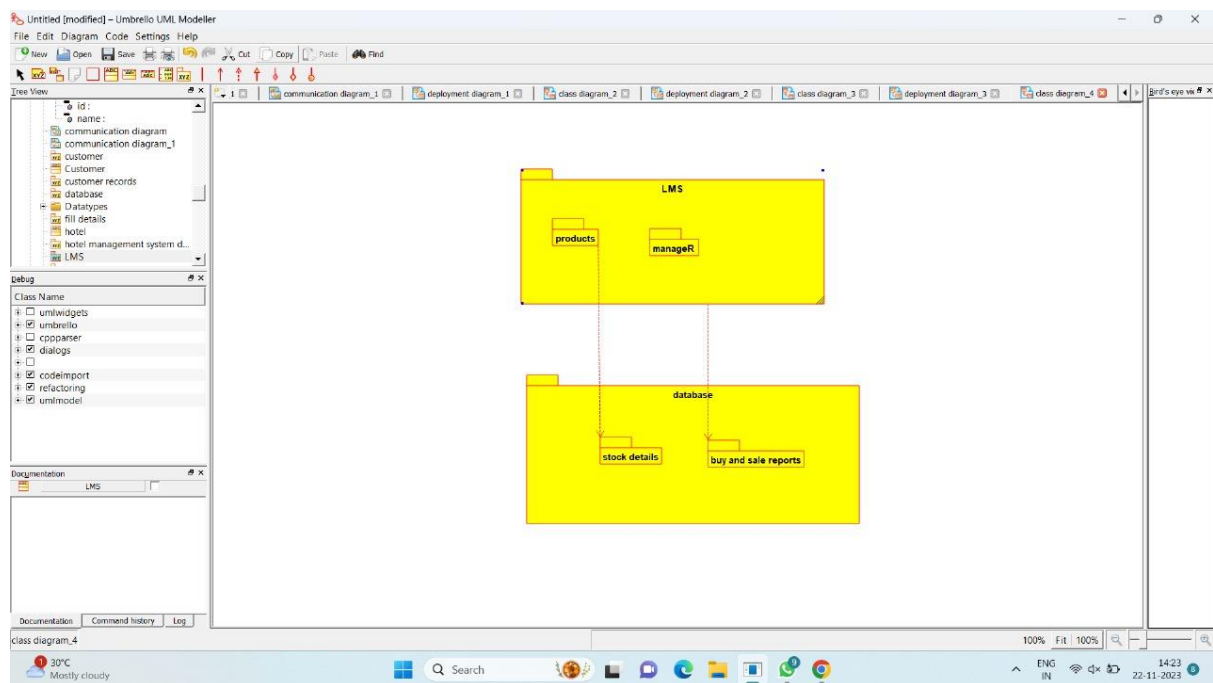 Untitled [modified] – Umbrello UML Modeller
File Edit Diagram Code Settings Help
New Open Save Cut Copy Paste Find
Tree View
1 communication diagram_1 deployment diagram_1 class diagram_2 deployment diagram_2 class diagram_3 deployment diagram_3 class diagram_4
Bird's eye vie
id :
name :
communication diagram
communication diagram_1
customer
Customer
customer records
database
Datatypes
fill details
hotel
hotel management system d...
LMS
Debug
Class Name
umlwidgets
umbrello
cppparser
dialogs
codeimport
refactoring
umlmodel
Documentation
LMS
Documentation Command history Log
LMS
products
manageR
database
stock details
buy and sale reports
class diagram_4
100% Fit 100%
1
30°C
Mostly cloudy
Search
9
ENG
IN
14:23
22-11-2023